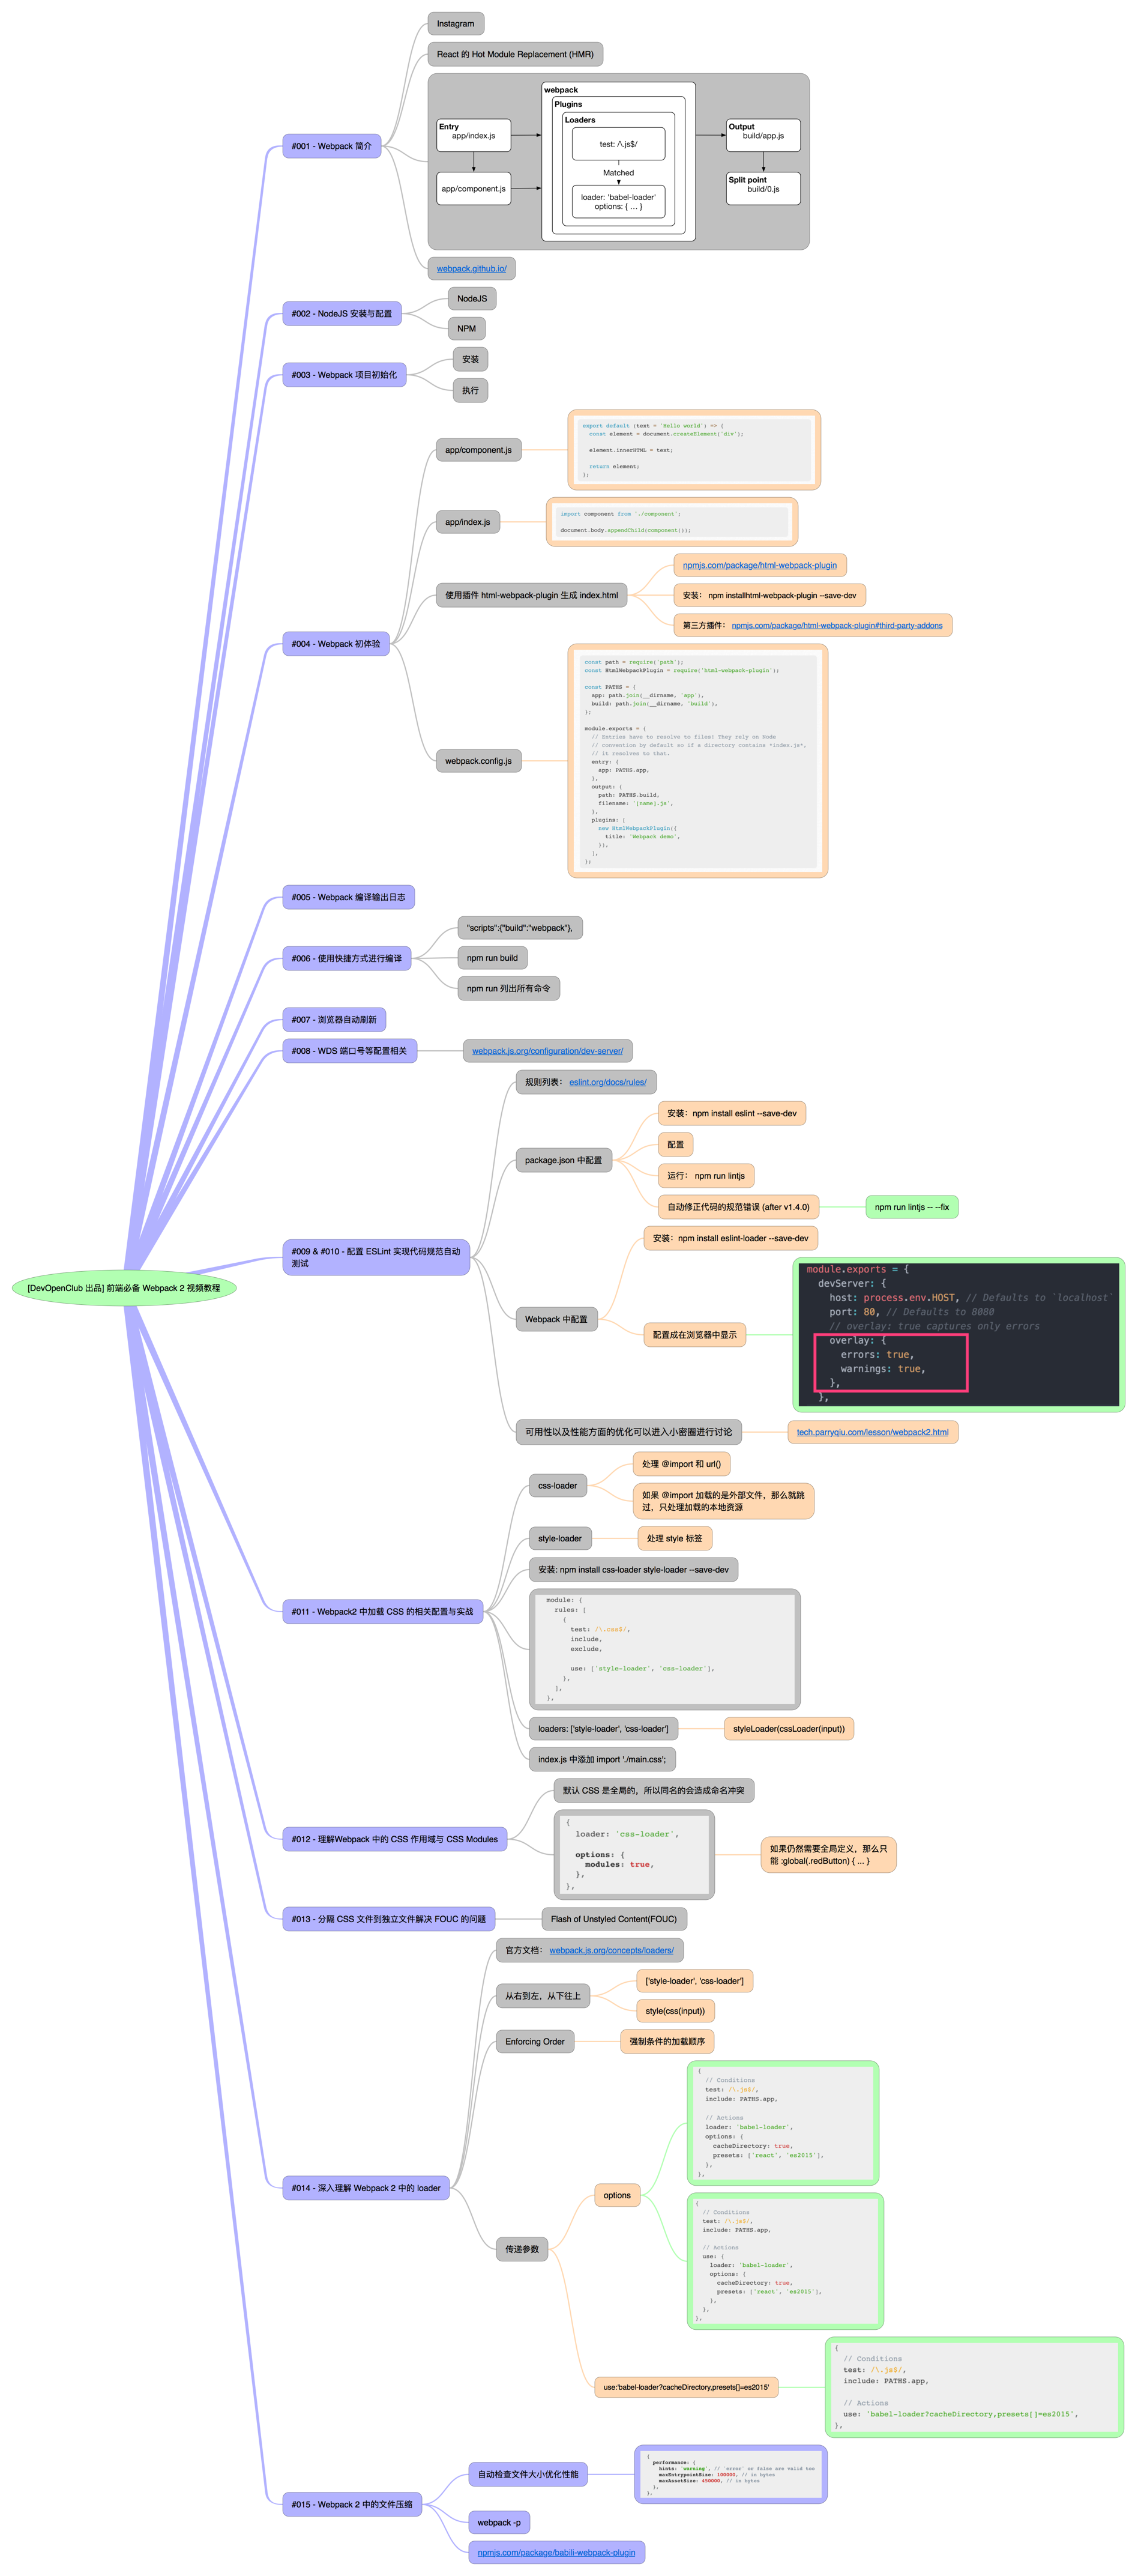 [DevOpenClub 出品] 前端必备 Webpack 2 视频教程
#001 - Webpack 简介
Instagram
React 的 Hot Module Replacement (HMR)
Entry
app/index.js
app/component.js
webpack
Plugins
Loaders
test: /\.js$/
Matched
loader: 'babel-loader'
options: { … }
Output
build/app.js
Split point
build/0.js
webpack.github.io/
#002 - NodeJS 安装与配置
NodeJS
NPM
#003 - Webpack 项目初始化
安装
执行
#004 - Webpack 初体验
app/component.js
export default (text = 'Hello world') => {
const element = document.createElement('div');
element.innerHTML = text;
return element;
};
app/index.js
import component from './component';
document.body.appendChild(component());
使用插件 html-webpack-plugin 生成 index.html
npmjs.com/package/html-webpack-plugin
安装： npm installhtml-webpack-plugin --save-dev
第三方插件： npmjs.com/package/html-webpack-plugin#third-party-addons
webpack.config.js
const path = require('path');
const HtmlWebpackPlugin = require('html-webpack-plugin');
const PATHS = {
app: path.join(__dirname, 'app'),
build: path.join(__dirname, 'build'),
};
module.exports = {
// Entries have to resolve to files! They rely on Node
// convention by default so if a directory contains *index.js*,
// it resolves to that.
entry: {
app: PATHS.app,
},
output: {
path: PATHS.build,
filename: '[name].js',
},
plugins: [
new HtmlWebpackPlugin({
title: 'Webpack demo',
}),
],
};
#005 - Webpack 编译输出日志
#006 - 使用快捷方式进行编译
"scripts":{"build":"webpack"},
npm run build
npm run 列出所有命令
#007 - 浏览器自动刷新
#008 - WDS 端口号等配置相关
webpack.js.org/configuration/dev-server/
#009 & #010 - 配置 ESLint 实现代码规范自动
测试
规则列表： eslint.org/docs/rules/
package.json 中配置
安装：npm install eslint --save-dev
配置
运行： npm run lintjs
自动修正代码的规范错误 (after v1.4.0)
npm run lintjs -- --fix
Webpack 中配置
安装：npm install eslint-loader --save-dev
配置成在浏览器中显示
module.exports = {
devServer: {
host: process.env.HOST, // Defaults to `localhost`
port: 80, // Defaults to 8080
// overlay: true captures only errors
overlay: {
errors: true,
warnings: true,
},
},
可用性以及性能方面的优化可以进入小密圈进行讨论
tech.parryqiu.com/lesson/webpack2.html
#011 - Webpack2 中加载 CSS 的相关配置与实战
css-loader
处理 @import 和 url()
如果 @import 加载的是外部文件，那么就跳
过，只处理加载的本地资源
style-loader
处理 style 标签
安装: npm install css-loader style-loader --save-dev
module: {
rules: [
{
test: /\.css$/,
include,
exclude,
use: ['style-loader', 'css-loader'],
},
],
},
loaders: ['style-loader', 'css-loader']
styleLoader(cssLoader(input))
index.js 中添加 import './main.css';
#012 - 理解Webpack 中的 CSS 作用域与 CSS Modules
默认 CSS 是全局的，所以同名的会造成命名冲突
{
loader: 'css-loader',
options: {
modules: true,
},
},
如果仍然需要全局定义，那么只
能 :global(.redButton) { ... }
#013 - 分隔 CSS 文件到独立文件解决 FOUC 的问题
Flash of Unstyled Content(FOUC)
#014 - 深入理解 Webpack 2 中的 loader
官方文档： webpack.js.org/concepts/loaders/
从右到左，从下往上
['style-loader', 'css-loader']
style(css(input))
Enforcing Order
强制条件的加载顺序
传递参数
options
{
// Conditions
test: /\.js$/,
include: PATHS.app,
// Actions
loader: 'babel-loader',
options: {
cacheDirectory: true,
presets: ['react', 'es2015'],
},
},
{
// Conditions
test: /\.js$/,
include: PATHS.app,
// Actions
use: {
loader: 'babel-loader',
options: {
cacheDirectory: true,
presets: ['react', 'es2015'],
},
},
},
use:'babel-loader?cacheDirectory,presets[]=es2015'
{
// Conditions
test: /\.js$/,
include: PATHS.app,
// Actions
use: 'babel-loader?cacheDirectory,presets[]=es2015',
},
#015 - Webpack 2 中的文件压缩
自动检查文件大小优化性能
{
performance: {
hints: 'warning', // 'error' or false are valid too
maxEntrypointSize: 100000, // in bytes
maxAssetSize: 450000, // in bytes
},
},
webpack -p
npmjs.com/package/babili-webpack-plugin